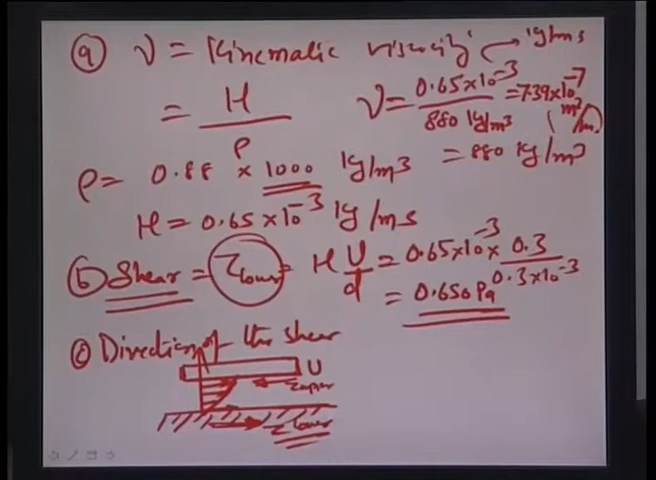 (a) ν = Kinematic viscosity kg/ms
= μ / ρ ν = 0.65×10⁻³ / 880 kg/m³ = 7.39×10⁻⁷ m²/s
ρ = 0.88 × 1000 kg/m³ = 880 kg/m³
μ = 0.65×10⁻³ kg/ms
(b) Shear = τlower = μ U/d = 0.65×10⁻³ × 0.3 / 0.3×10⁻³
= 0.650 Pa
(c) Direction of the shear
U
τupper
τlower